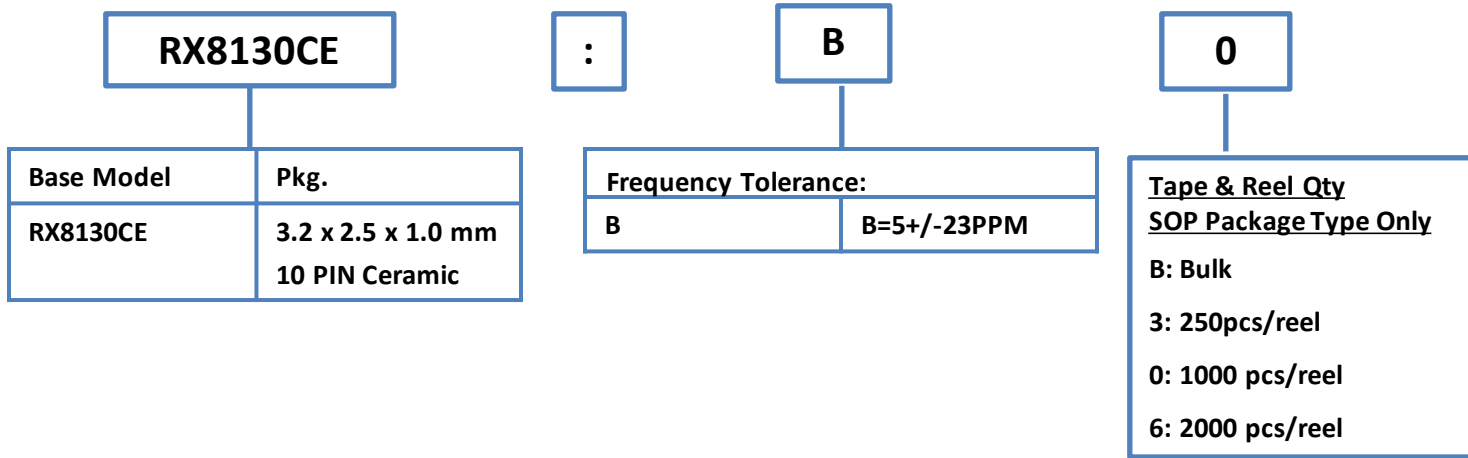 RX8130CE
:
B
0
Base Model
Pkg.
RX8130CE
3.2 x 2.5 x 1.0 mm
10 PIN Ceramic
Frequency Tolerance:
B
B=5+/-23PPM
Tape & Reel Qty
SOP Package Type Only
B: Bulk
3: 250pcs/reel
0: 1000 pcs/reel
6: 2000 pcs/reel